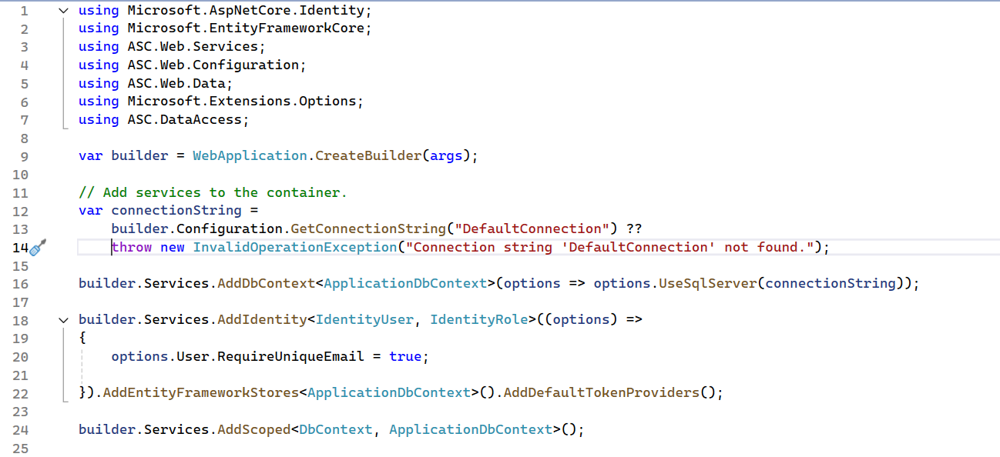 1 using Microsoft.AspNetCore.Identity;
2 using Microsoft.EntityFrameworkCore;
3 using ASC.Web.Services;
4 using ASC.Web.Configuration;
5 using ASC.Web.Data;
6 using Microsoft.Extensions.Options;
7 using ASC.DataAccess;
8
9 var builder = WebApplication.CreateBuilder(args);
10
11 // Add services to the container.
12 var connectionString =
13     builder.Configuration.GetConnectionString("DefaultConnection") ??
14     throw new InvalidOperationException("Connection string 'DefaultConnection' not found.");
15
16 builder.Services.AddDbContext<ApplicationDbContext>(options => options.UseSqlServer(connectionString));
17
18 builder.Services.AddIdentity<IdentityUser, IdentityRole>((options) =>
19 {
20     options.User.RequireUniqueEmail = true;
21
22 }).AddEntityFrameworkStores<ApplicationDbContext>().AddDefaultTokenProviders();
23
24 builder.Services.AddScoped<DbContext, ApplicationDbContext>();
25